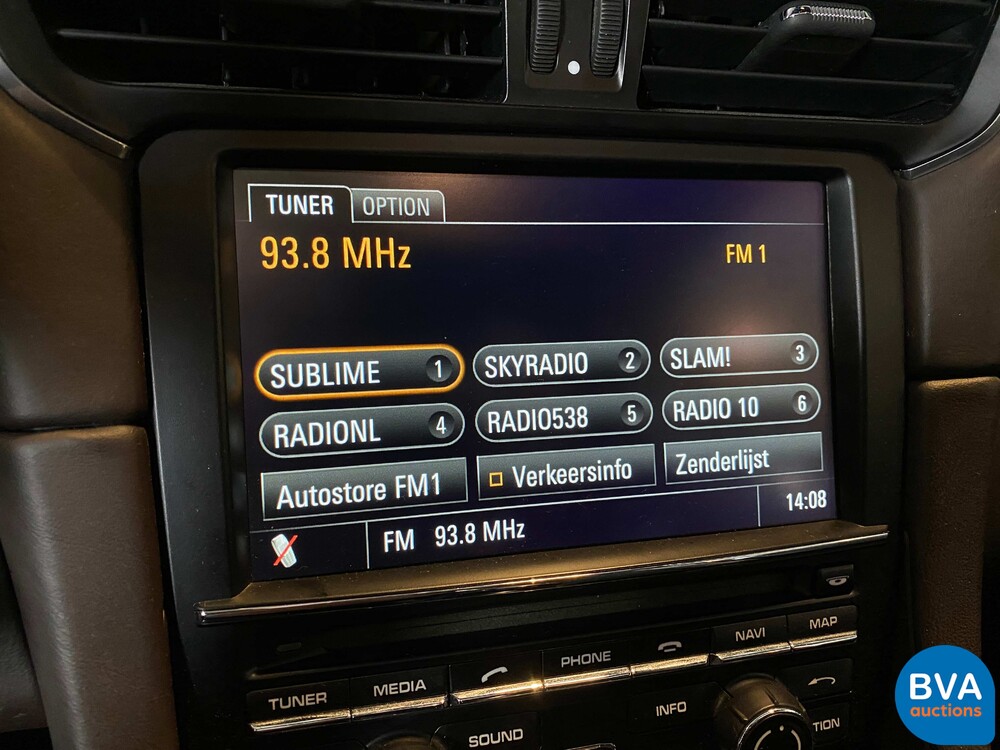 TUNER OPTION
93.8 MHz FM 1
SUBLIME 1 SKYRADIO 2 SLAM! 3
RADIONL 4 RADIO538 5 RADIO 10 6
Autostore FM1 Verkeersinfo Zenderlijst
FM 93.8 MHz 14:08
TUNER MEDIA PHONE NAVI MAP
SOUND INFO TION
BVA
auctions